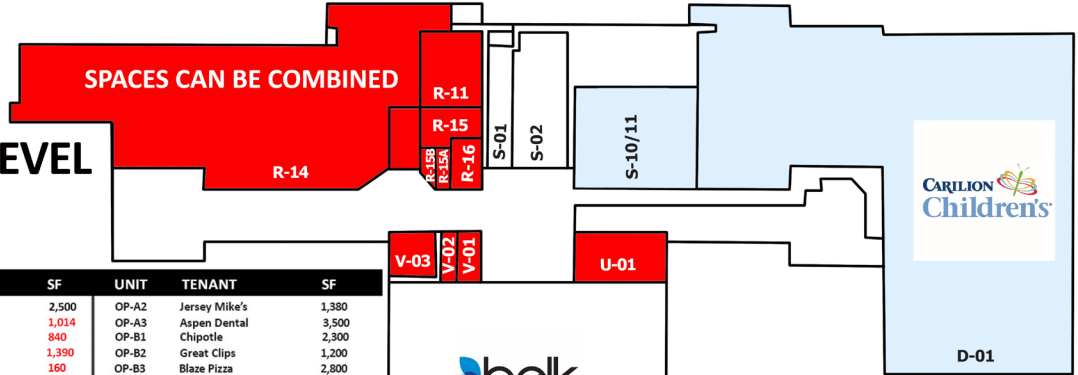 SPACES CAN BE COMBINED
R-11
R-15
R-15B
R-15A
R-16
R-14
S-01
S-02
S-10/11
EVEL
CARILION
Children's
V-03
V-02
V-01
U-01
D-01
belk
SF UNIT TENANT SF
2,500 OP-A2 Jersey Mike's 1,380
1,014 OP-A3 Aspen Dental 3,500
840 OP-B1 Chipotle 2,300
1,390 OP-B2 Great Clips 1,200
160 OP-B3 Blaze Pizza 2,800